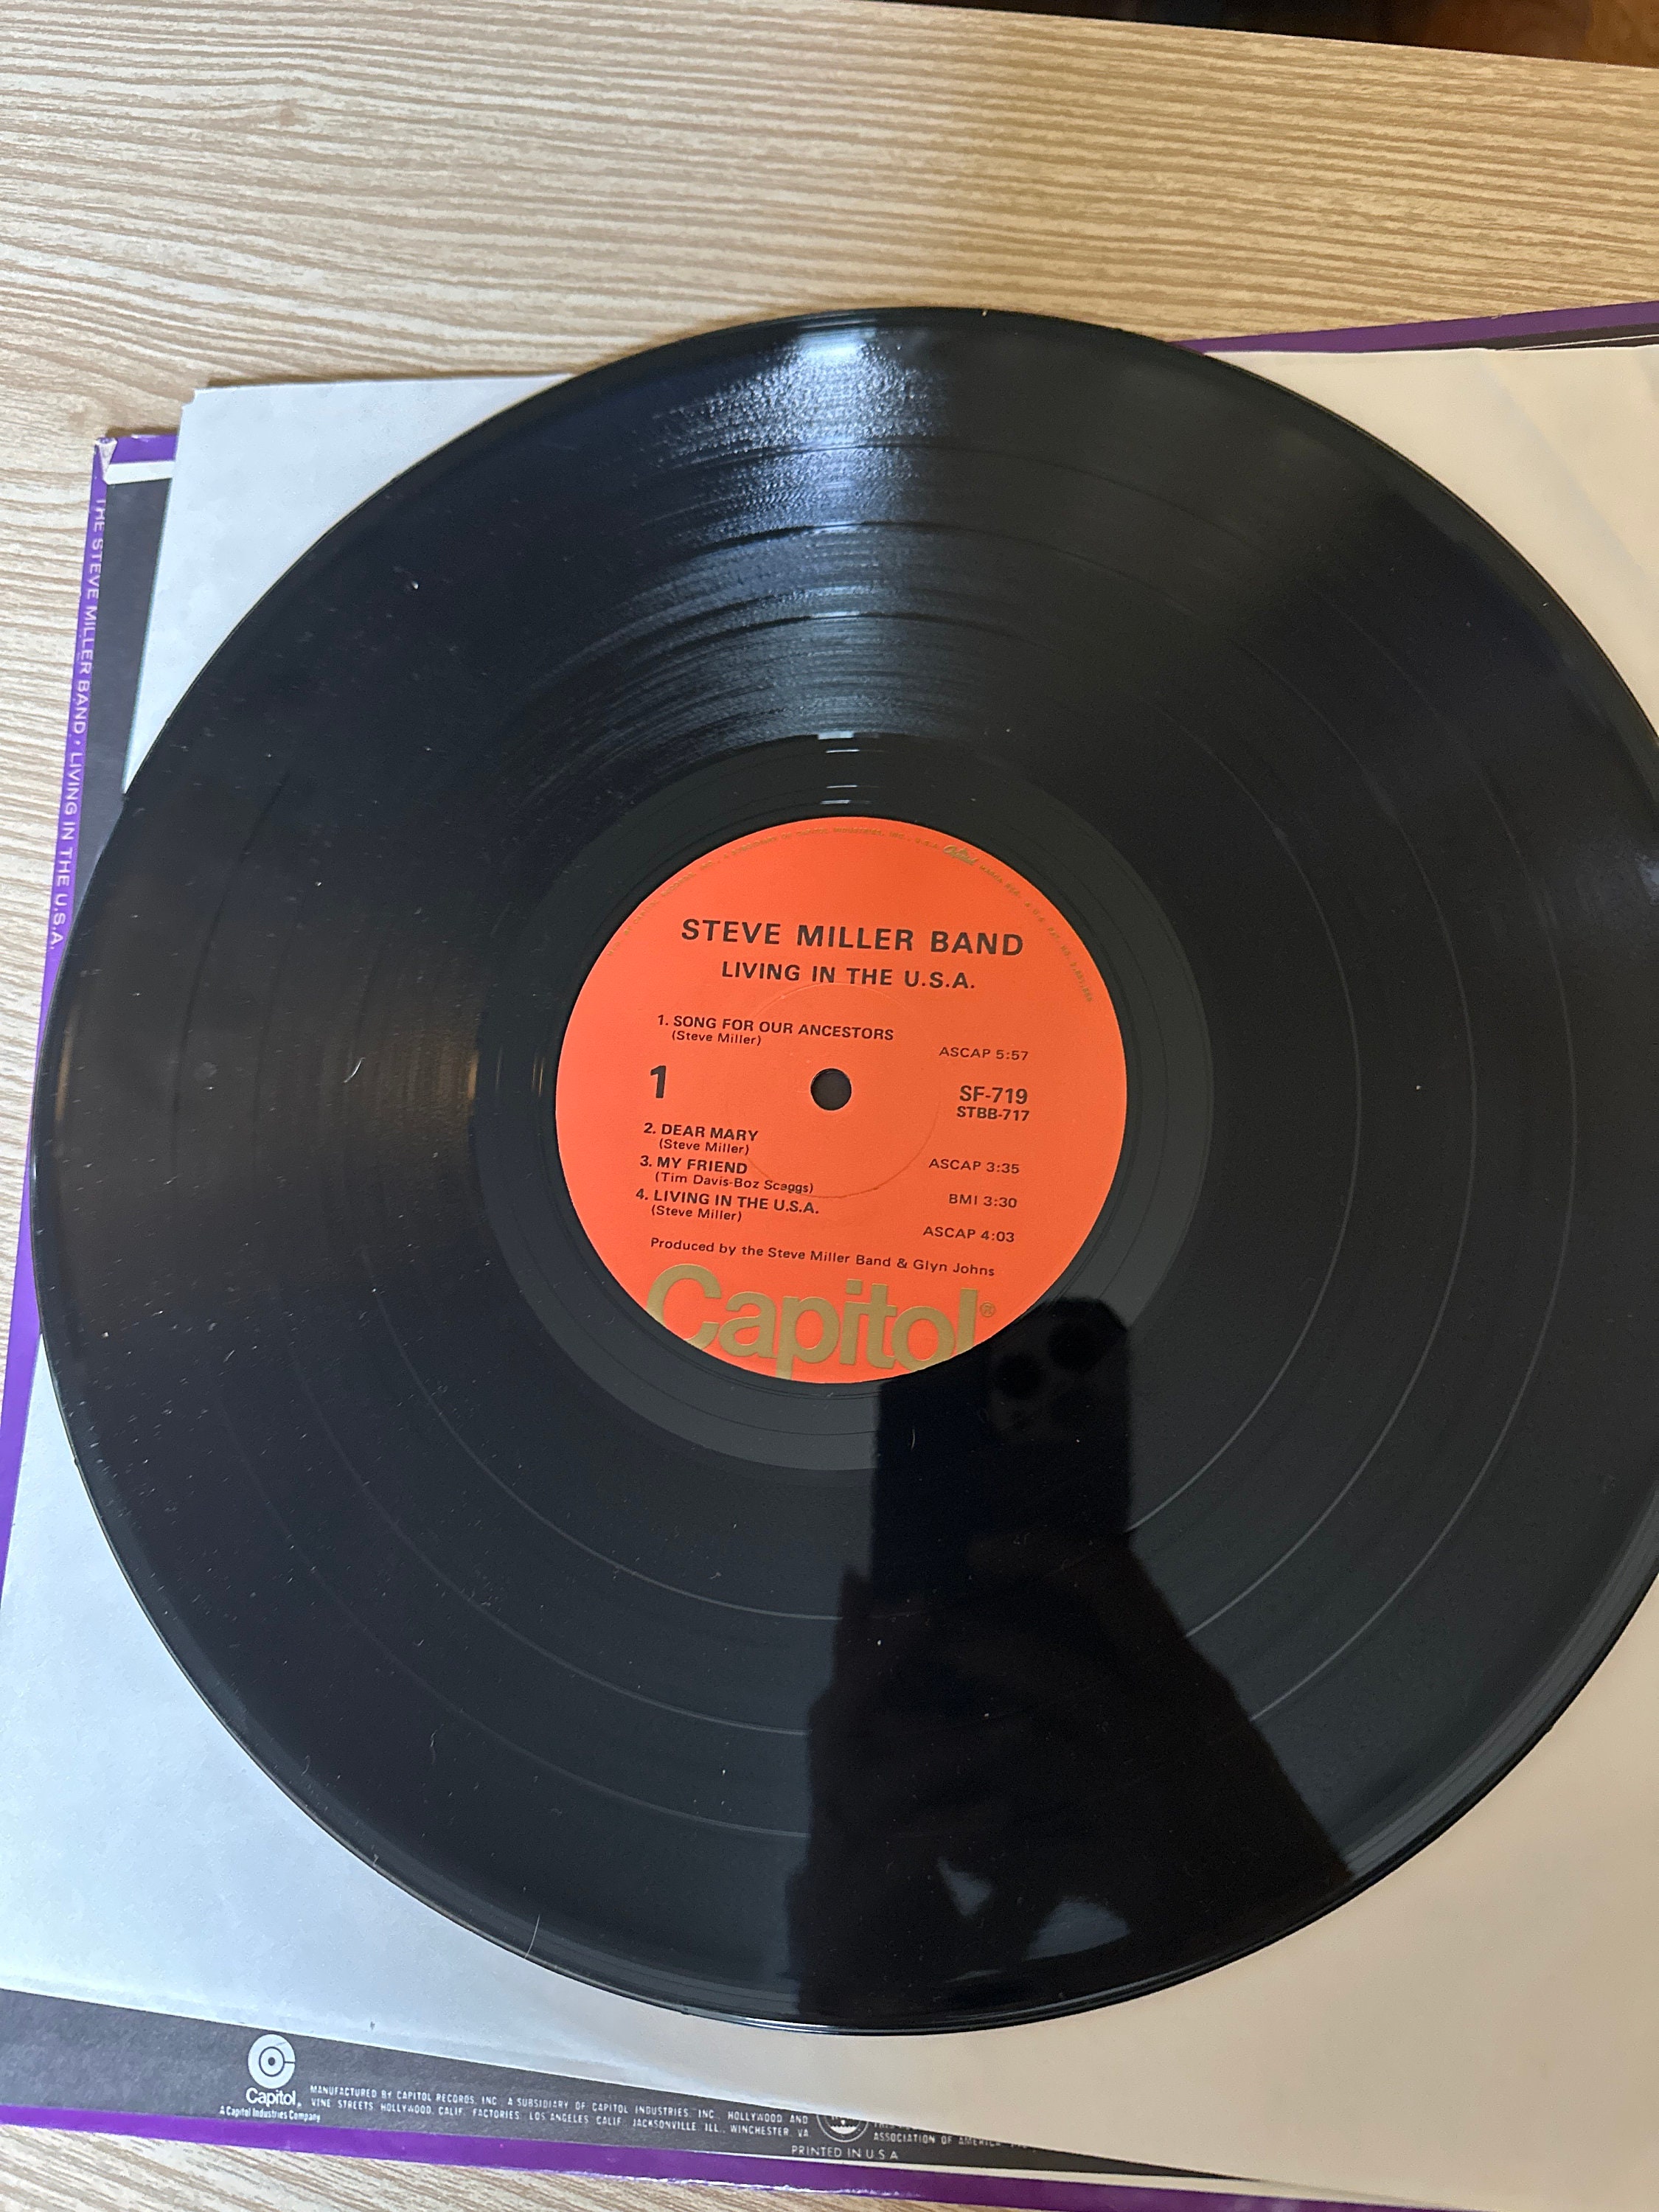 THE STEVE MILLER BAND • LIVING IN THE U.S.A.
STEVE MILLER BAND
LIVING IN THE U.S.A.
1. SONG FOR OUR ANCESTORS
(Steve Miller)
ASCAP 5:57
1
SF-719
STBB-717
2. DEAR MARY
(Steve Miller)
ASCAP 3:35
3. MY FRIEND
(Tim Davis-Boz Scaggs)
BMI 3:30
4. LIVING IN THE U.S.A.
(Steve Miller)
ASCAP 4:03
Produced by the Steve Miller Band & Glyn Johns
Capitol®
Capitol®
A Capitol Industries Company
MANUFACTURED BY CAPITOL RECORDS, INC., A SUBSIDIARY OF CAPITOL INDUSTRIES, INC., HOLLYWOOD AND
VINE STREETS, HOLLYWOOD, CALIF. FACTORIES: LOS ANGELES, CALIF., JACKSONVILLE, ILL., WINCHESTER, VA.
ASSOCIATION OF AMERICA
PRINTED IN U.S.A.